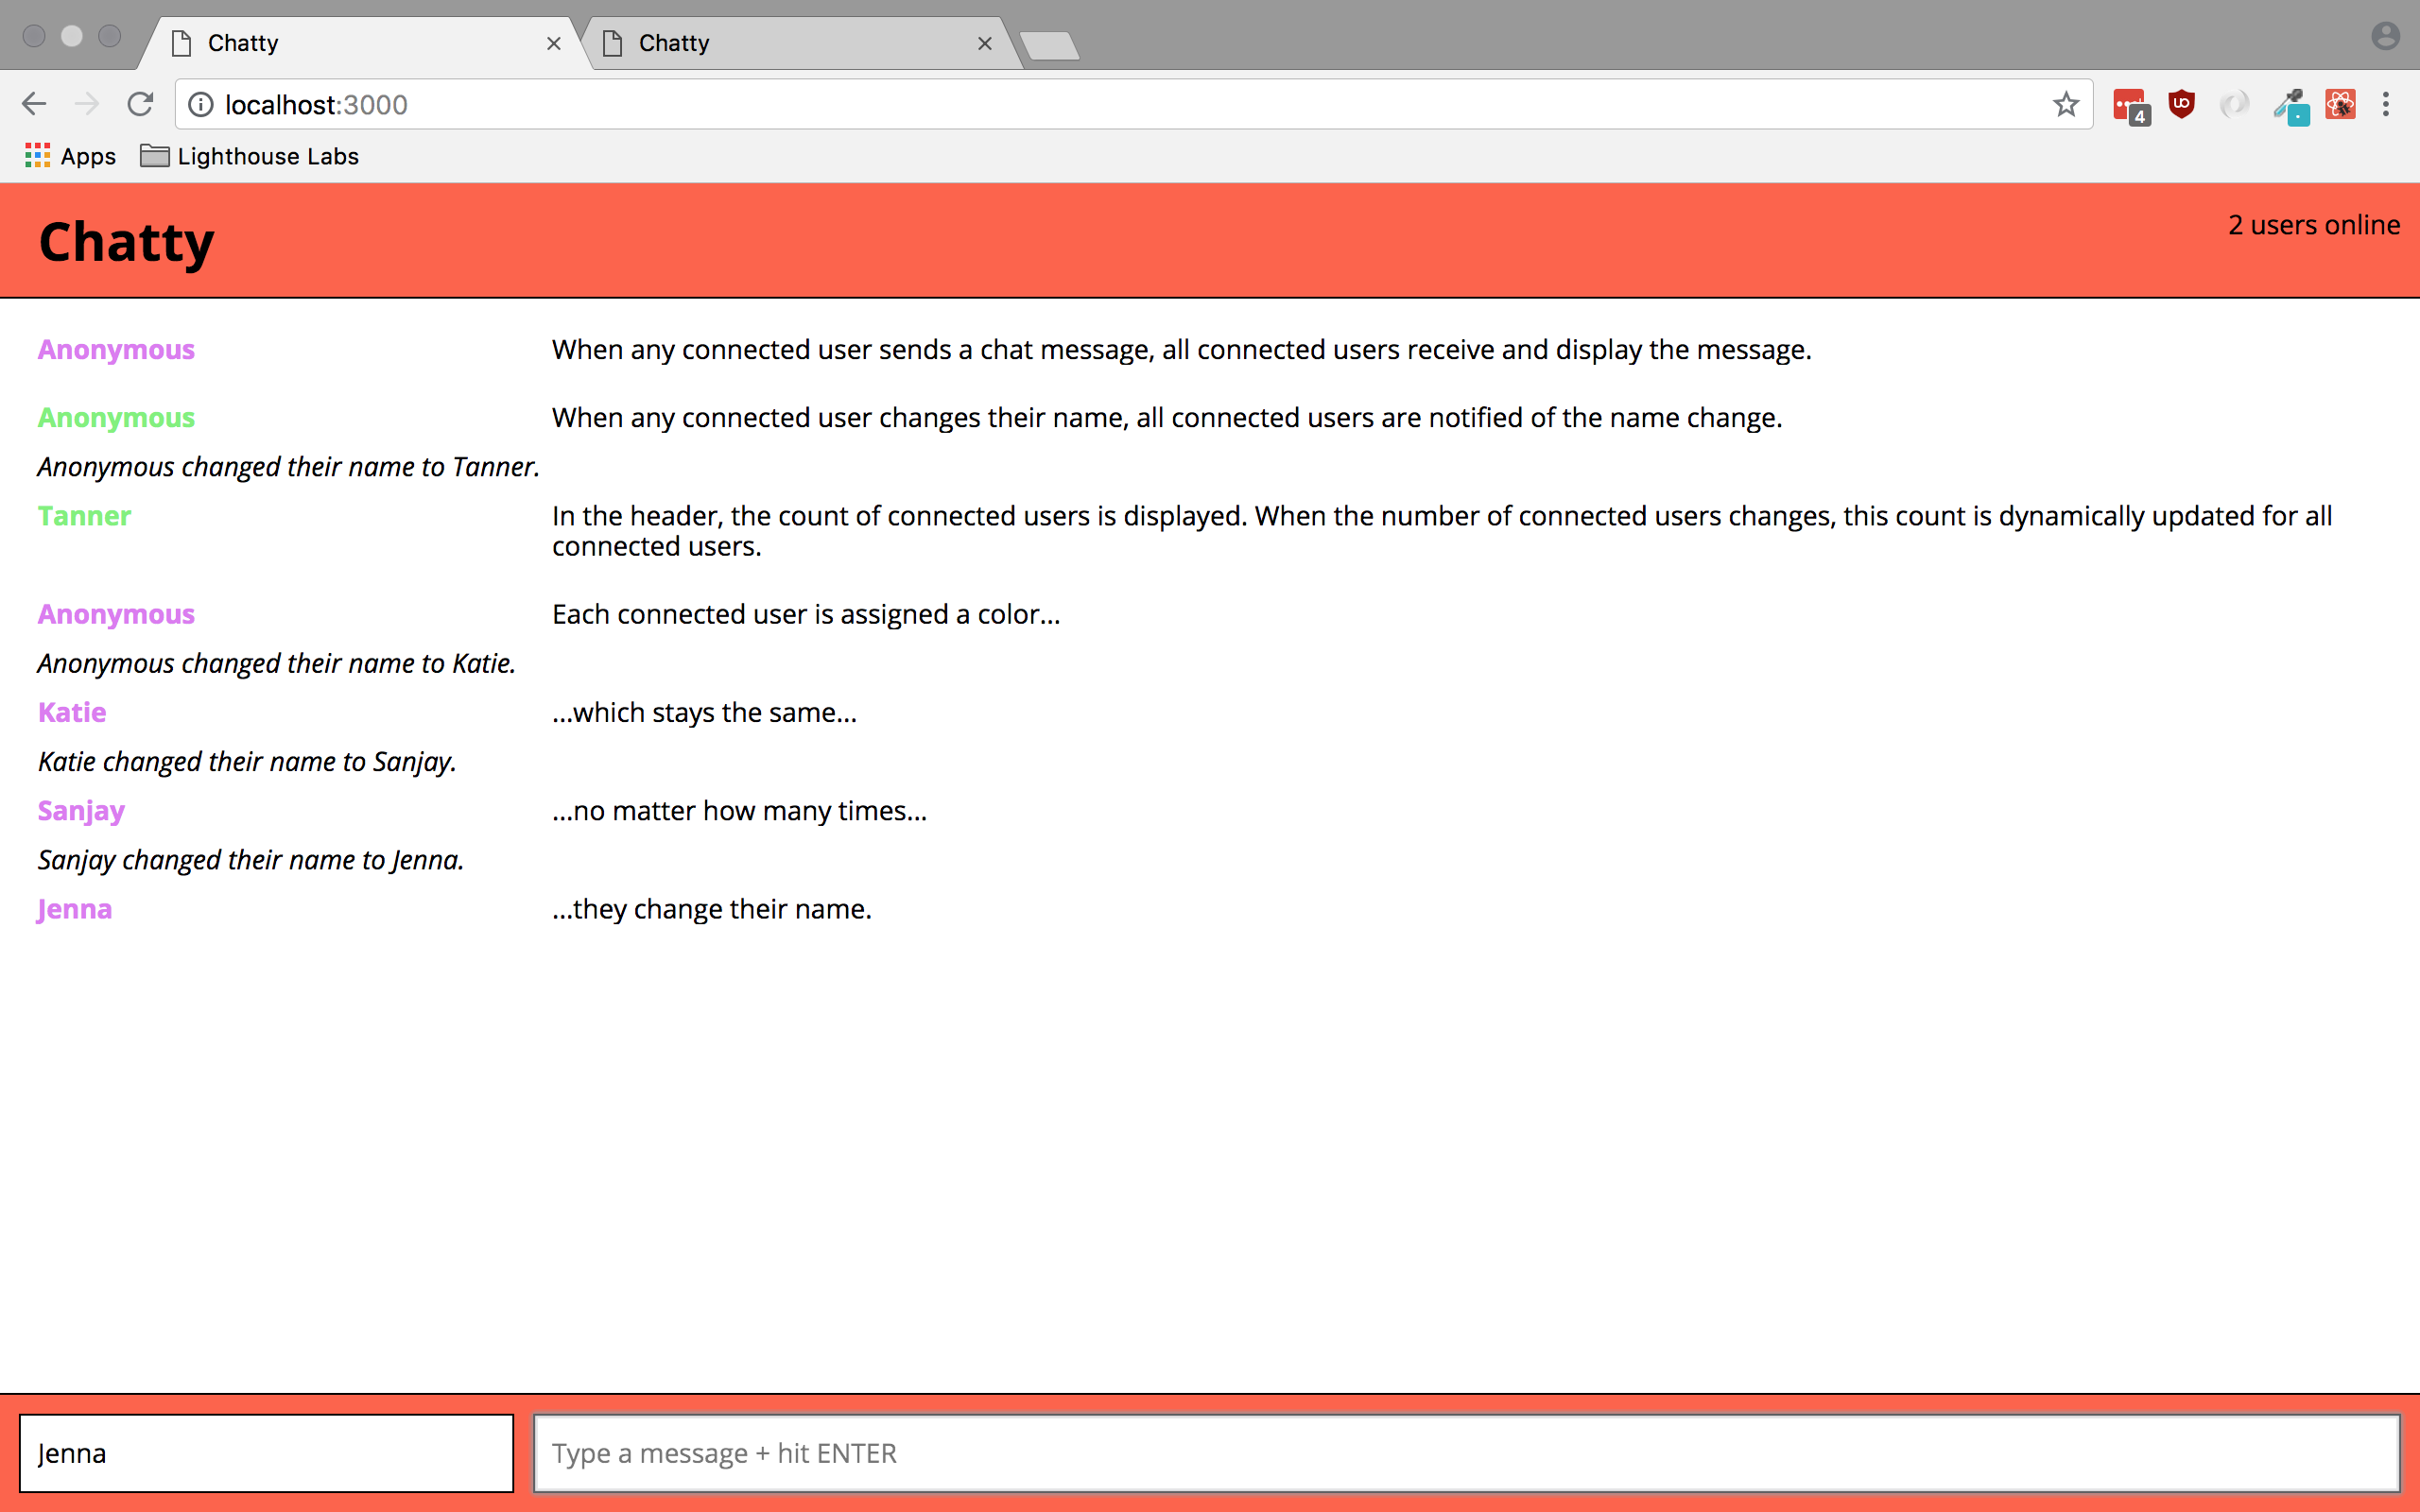 Chatty
Chatty
localhost:3000
4
Apps
Lighthouse Labs
Chatty
2 users online
Anonymous
When any connected user sends a chat message, all connected users receive and display the message.
Anonymous
When any connected user changes their name, all connected users are notified of the name change.
Anonymous changed their name to Tanner.
Tanner
In the header, the count of connected users is displayed. When the number of connected users changes, this count is dynamically updated for all
connected users.
Anonymous
Each connected user is assigned a color...
Anonymous changed their name to Katie.
Katie
...which stays the same...
Katie changed their name to Sanjay.
Sanjay
...no matter how many times...
Sanjay changed their name to Jenna.
Jenna
...they change their name.
Jenna
Type a message + hit ENTER